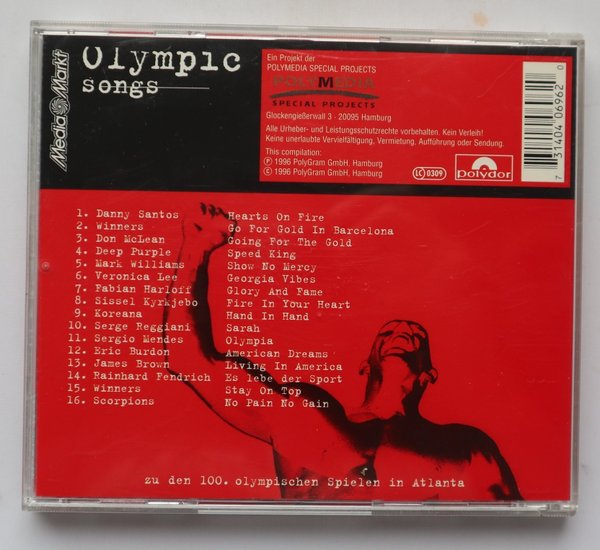 Media Markt
Olympic
songs
Ein Projekt der
POLYMEDIA SPECIAL PROJECTS
POLYMEDIA
SPECIAL PROJECTS
Glockengießerwall 3 · 20095 Hamburg
Alle Urheber- und Leistungsschutzrechte vorbehalten. Kein Verleih!
Keine unerlaubte Vervielfältigung, Vermietung, Aufführung oder Sendung.
This compilation:
℗ 1996 PolyGram GmbH, Hamburg
© 1996 PolyGram GmbH, Hamburg
LC 0309
polydor
7 31404 06962 0
1. Danny Santos Hearts On Fire
2. Winners Go For Gold In Barcelona
3. Don McLean Going For The Gold
4. Deep Purple Speed King
5. Mark Williams Show No Mercy
6. Veronica Lee Georgia Vibes
7. Fabian Harloff Glory And Fame
8. Sissel Kyrkjebo Fire In Your Heart
9. Koreana Hand In Hand
10. Serge Reggiani Sarah
11. Sergio Mendes Olympia
12. Eric Burdon American Dreams
13. James Brown Living In America
14. Rainhard Fendrich Es lebe der Sport
15. Winners Stay On Top
16. Scorpions No Pain No Gain
zu den 100. olympischen Spielen in Atlanta